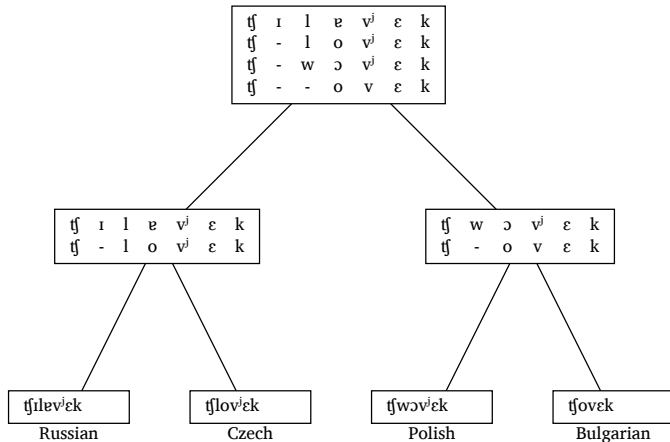 tʃ ɪ l ɐ vʲ ɛ k
tʃ - l o vʲ ɛ k
tʃ - w ɔ vʲ ɛ k
tʃ - - o v ɛ k
tʃ ɪ l ɐ vʲ ɛ k
tʃ - l o vʲ ɛ k
tʃ w ɔ vʲ ɛ k
tʃ - o v ɛ k
tʃɪlɐvʲɛk
tʃlovʲɛk
tʃwɔvʲɛk
tʃovɛk
Russian
Czech
Polish
Bulgarian